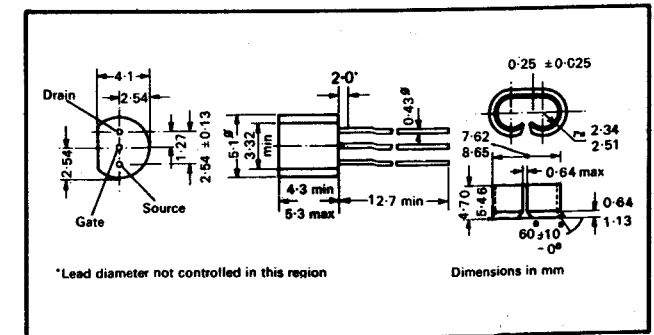 4·1
Drain
2·54
2·54
1·27
2·54 ±0·13
Gate
Source
2·0*
0·43ø
5·1ø
3·32
min
4·3 min
5·3 max
12·7 min
0·25 ±0·025
r=
2·34
2·51
7·62
8·65
0·64 max
4·70
5·46
0·64
1·13
60±10°
-0°
*Lead diameter not controlled in this region
Dimensions in mm